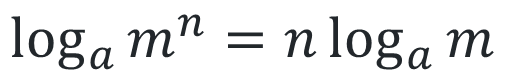 logₐ mⁿ = n logₐ m